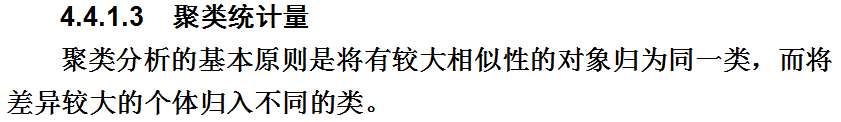 4.4.1.3 聚类统计量
聚类分析的基本原则是将有较大相似性的对象归为同一类，而将
差异较大的个体归入不同的类。